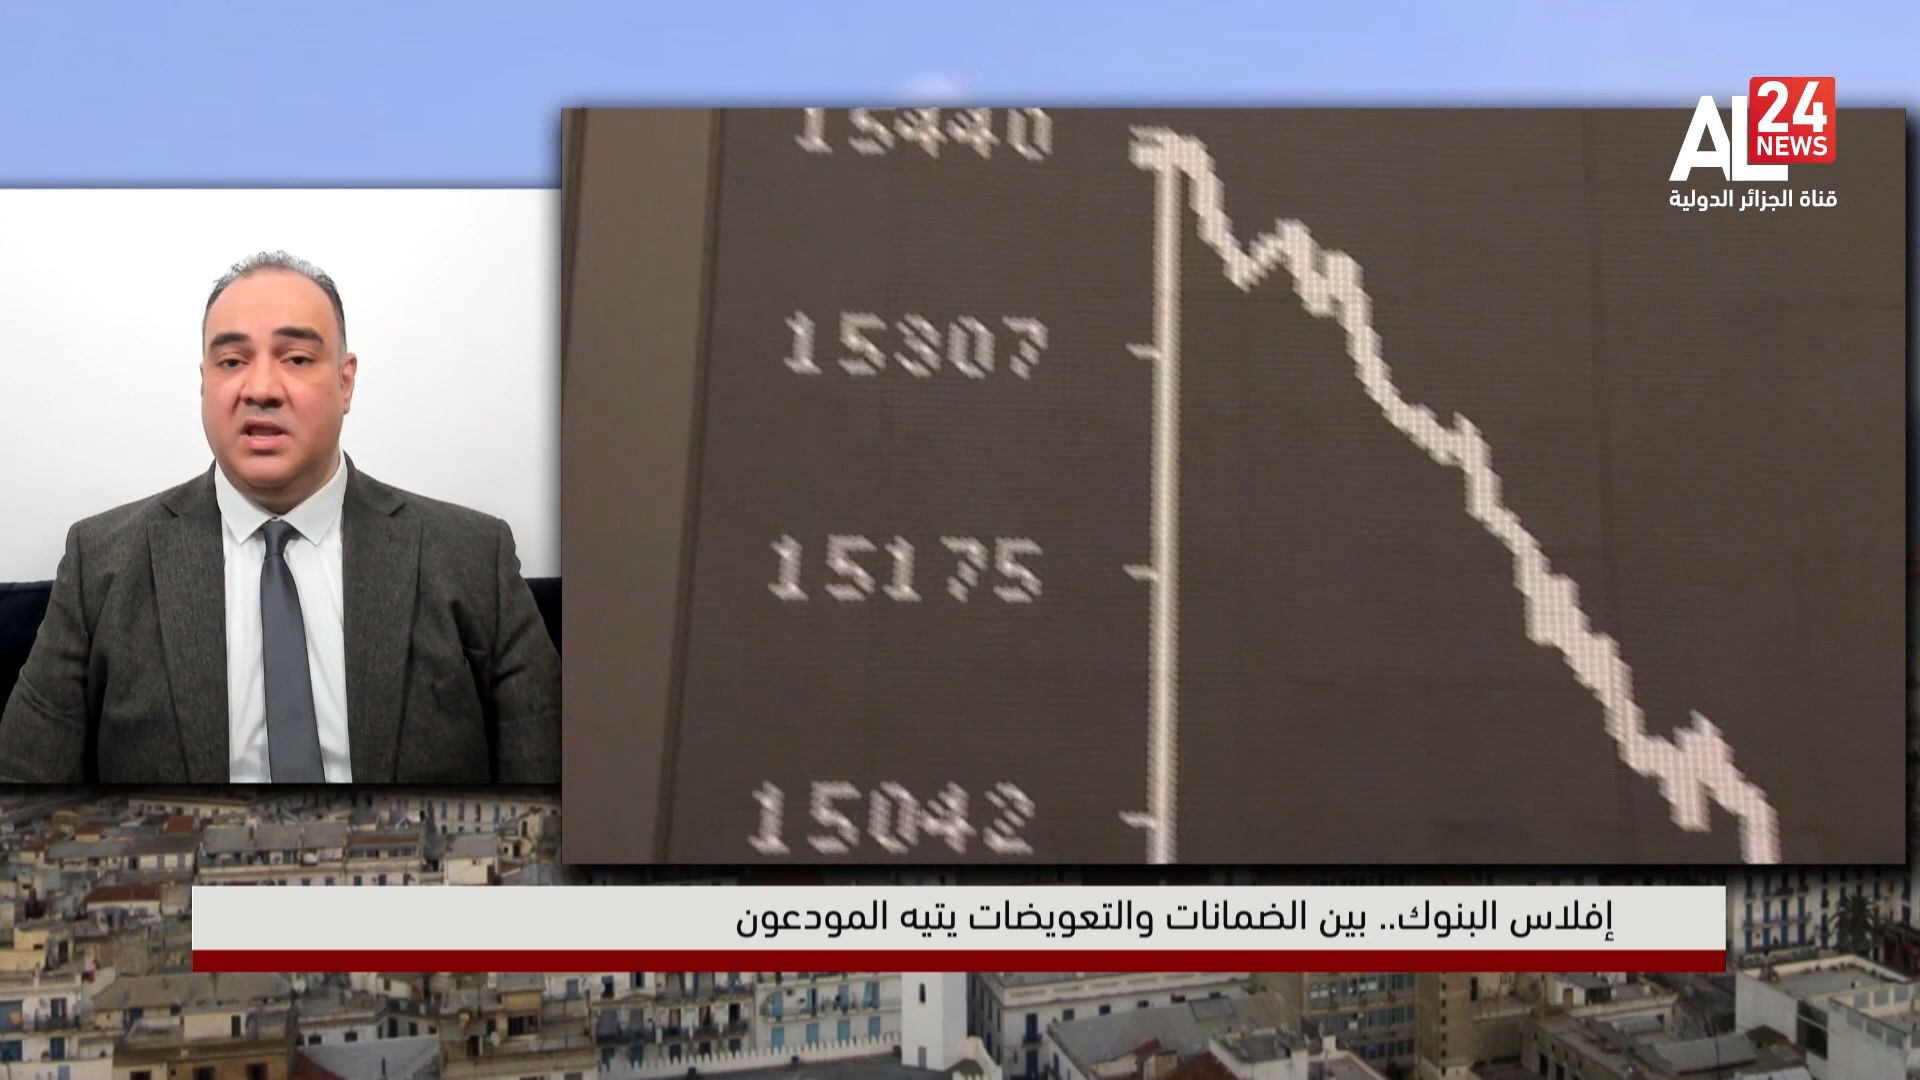 AL
24
NEWS
قناة الجزائر الدولية
15440
15307
15175
15042
إفلاس البنوك.. بين الضمانات والتعويضات يتيه المودعون